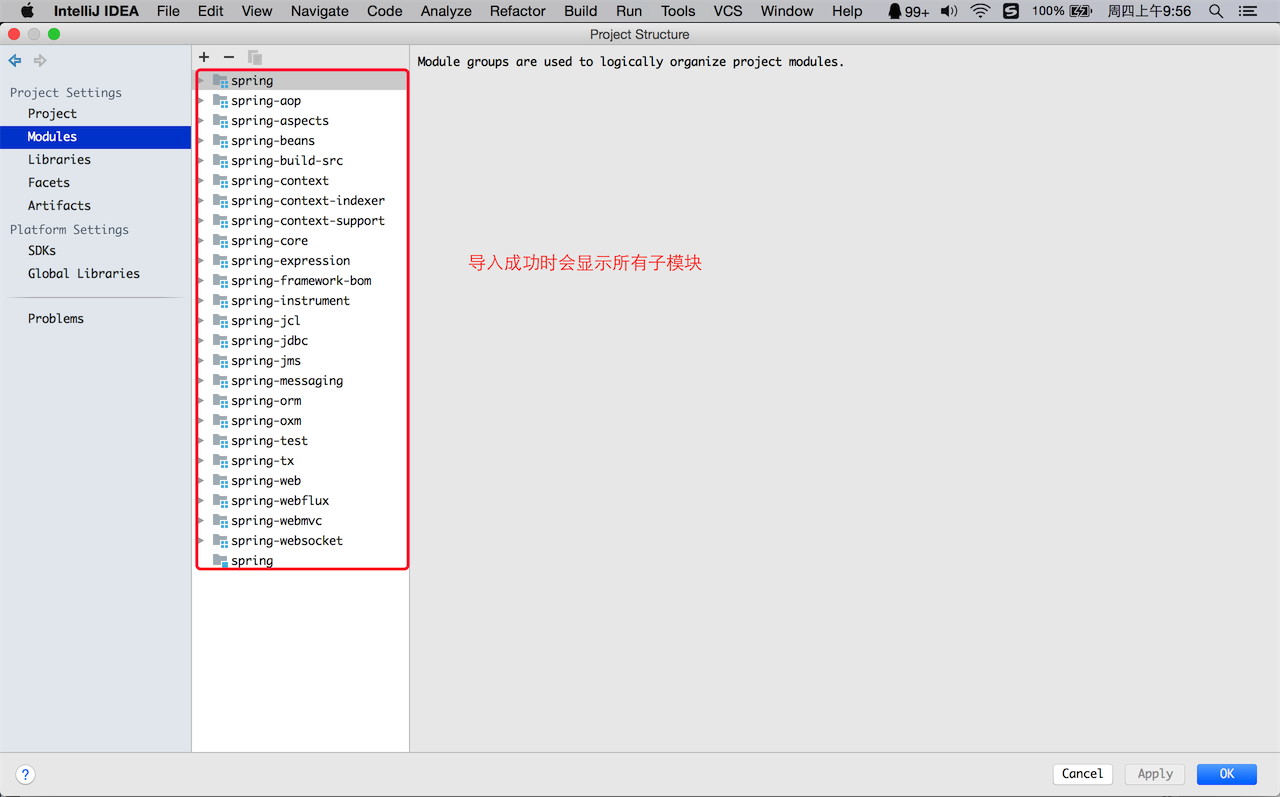 IntelliJ IDEA File Edit View Navigate Code Analyze Refactor Build Run Tools VCS Window Help 99+ 100% 周四上午9:56
Project Structure
Project Settings
Project
Modules
Libraries
Facets
Artifacts
Platform Settings
SDKs
Global Libraries
Problems
spring
spring-aop
spring-aspects
spring-beans
spring-build-src
spring-context
spring-context-indexer
spring-context-support
spring-core
spring-expression
spring-framework-bom
spring-instrument
spring-jcl
spring-jdbc
spring-jms
spring-messaging
spring-orm
spring-oxm
spring-test
spring-tx
spring-web
spring-webflux
spring-webmvc
spring-websocket
spring
Module groups are used to logically organize project modules.
导入成功时会显示所有子模块
?
Cancel Apply OK